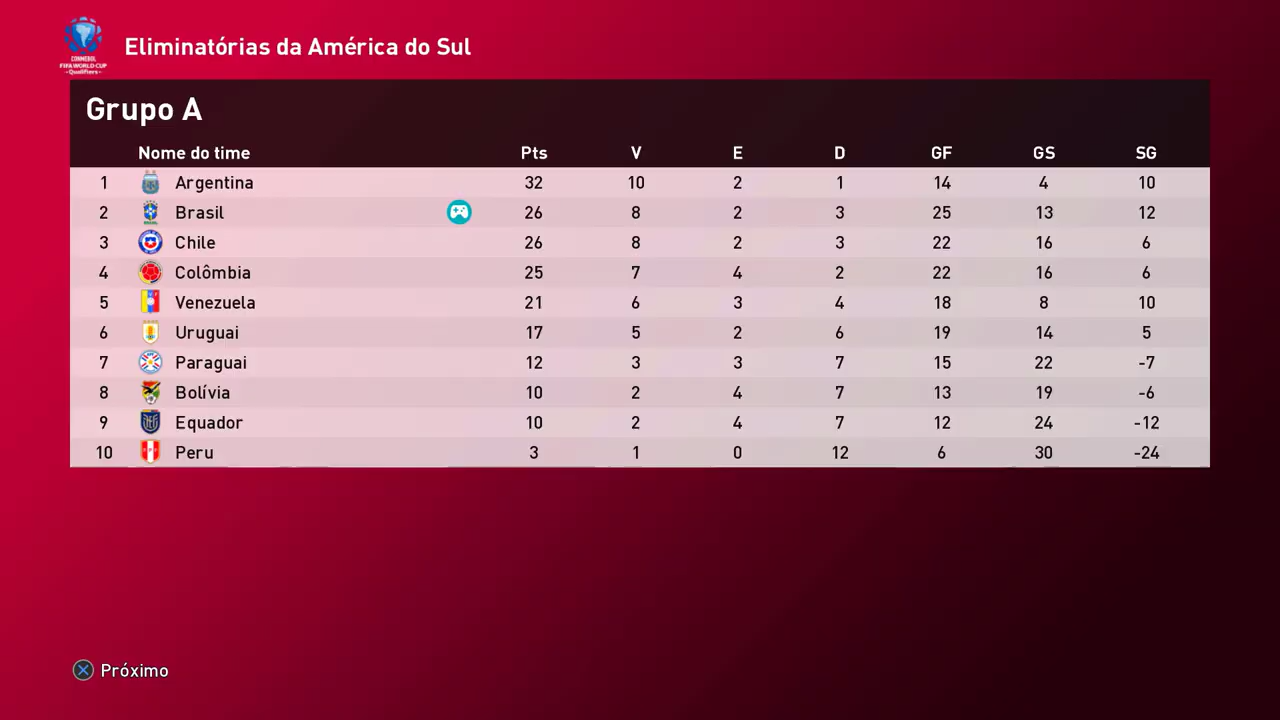 CONMEBOL
FIFA WORLD CUP
Qualifiers
Eliminatórias da América do Sul
Grupo A
Nome do time Pts V E D GF GS SG
1 Argentina 32 10 2 1 14 4 10
2 Brasil 26 8 2 3 25 13 12
3 Chile 26 8 2 3 22 16 6
4 Colômbia 25 7 4 2 22 16 6
5 Venezuela 21 6 3 4 18 8 10
6 Uruguai 17 5 2 6 19 14 5
7 Paraguai 12 3 3 7 15 22 -7
8 Bolívia 10 2 4 7 13 19 -6
9 Equador 10 2 4 7 12 24 -12
10 Peru 3 1 0 12 6 30 -24
Próximo